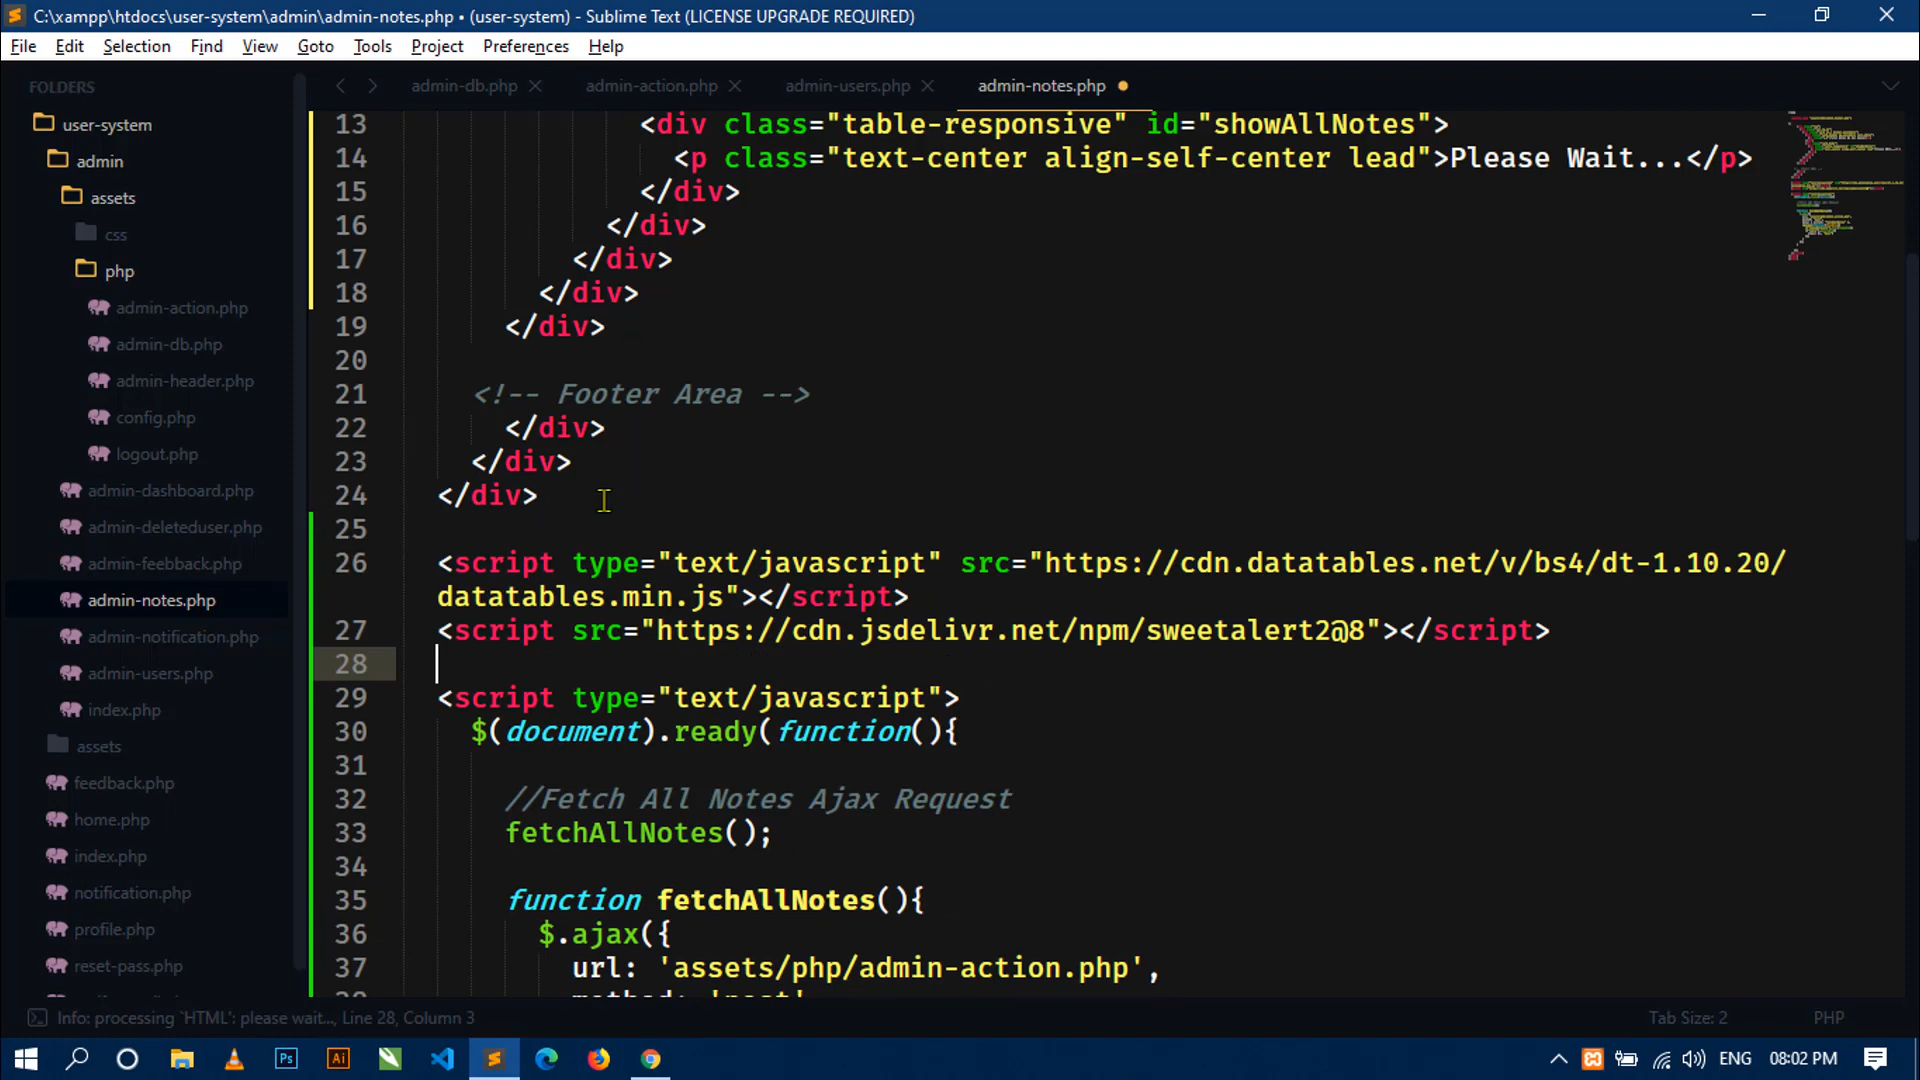 C:\xampp\htdocs\user-system\admin\admin-notes.php • (user-system) - Sublime Text (LICENSE UPGRADE REQUIRED)
File Edit Selection Find View Goto Tools Project Preferences Help
FOLDERS
user-system
admin
assets
css
php
admin-action.php
admin-db.php
admin-header.php
config.php
logout.php
admin-dashboard.php
admin-deleteduser.php
admin-feebback.php
admin-notes.php
admin-notification.php
admin-users.php
index.php
assets
feedback.php
home.php
index.php
notification.php
profile.php
reset-pass.php
admin-db.php admin-action.php admin-users.php admin-notes.php
13 <div class="table-responsive" id="showAllNotes">
14 <p class="text-center align-self-center lead">Please Wait...</p>
15 </div>
16 </div>
17 </div>
18 </div>
19 </div>
20
21 <!-- Footer Area -->
22 </div>
23 </div>
24 </div>
25
26 <script type="text/javascript" src="https://cdn.datatables.net/v/bs4/dt-1.10.20/
datatables.min.js"></script>
27 <script src="https://cdn.jsdelivr.net/npm/sweetalert2@8"></script>
28
29 <script type="text/javascript">
30 $(document).ready(function(){
31
32 //Fetch All Notes Ajax Request
33 fetchAllNotes();
34
35 function fetchAllNotes(){
36 $.ajax({
37 url: 'assets/php/admin-action.php',
Info: processing `HTML': please wait…, Line 28, Column 3
Tab Size: 2 PHP
Ps Ai
ENG 08:02 PM